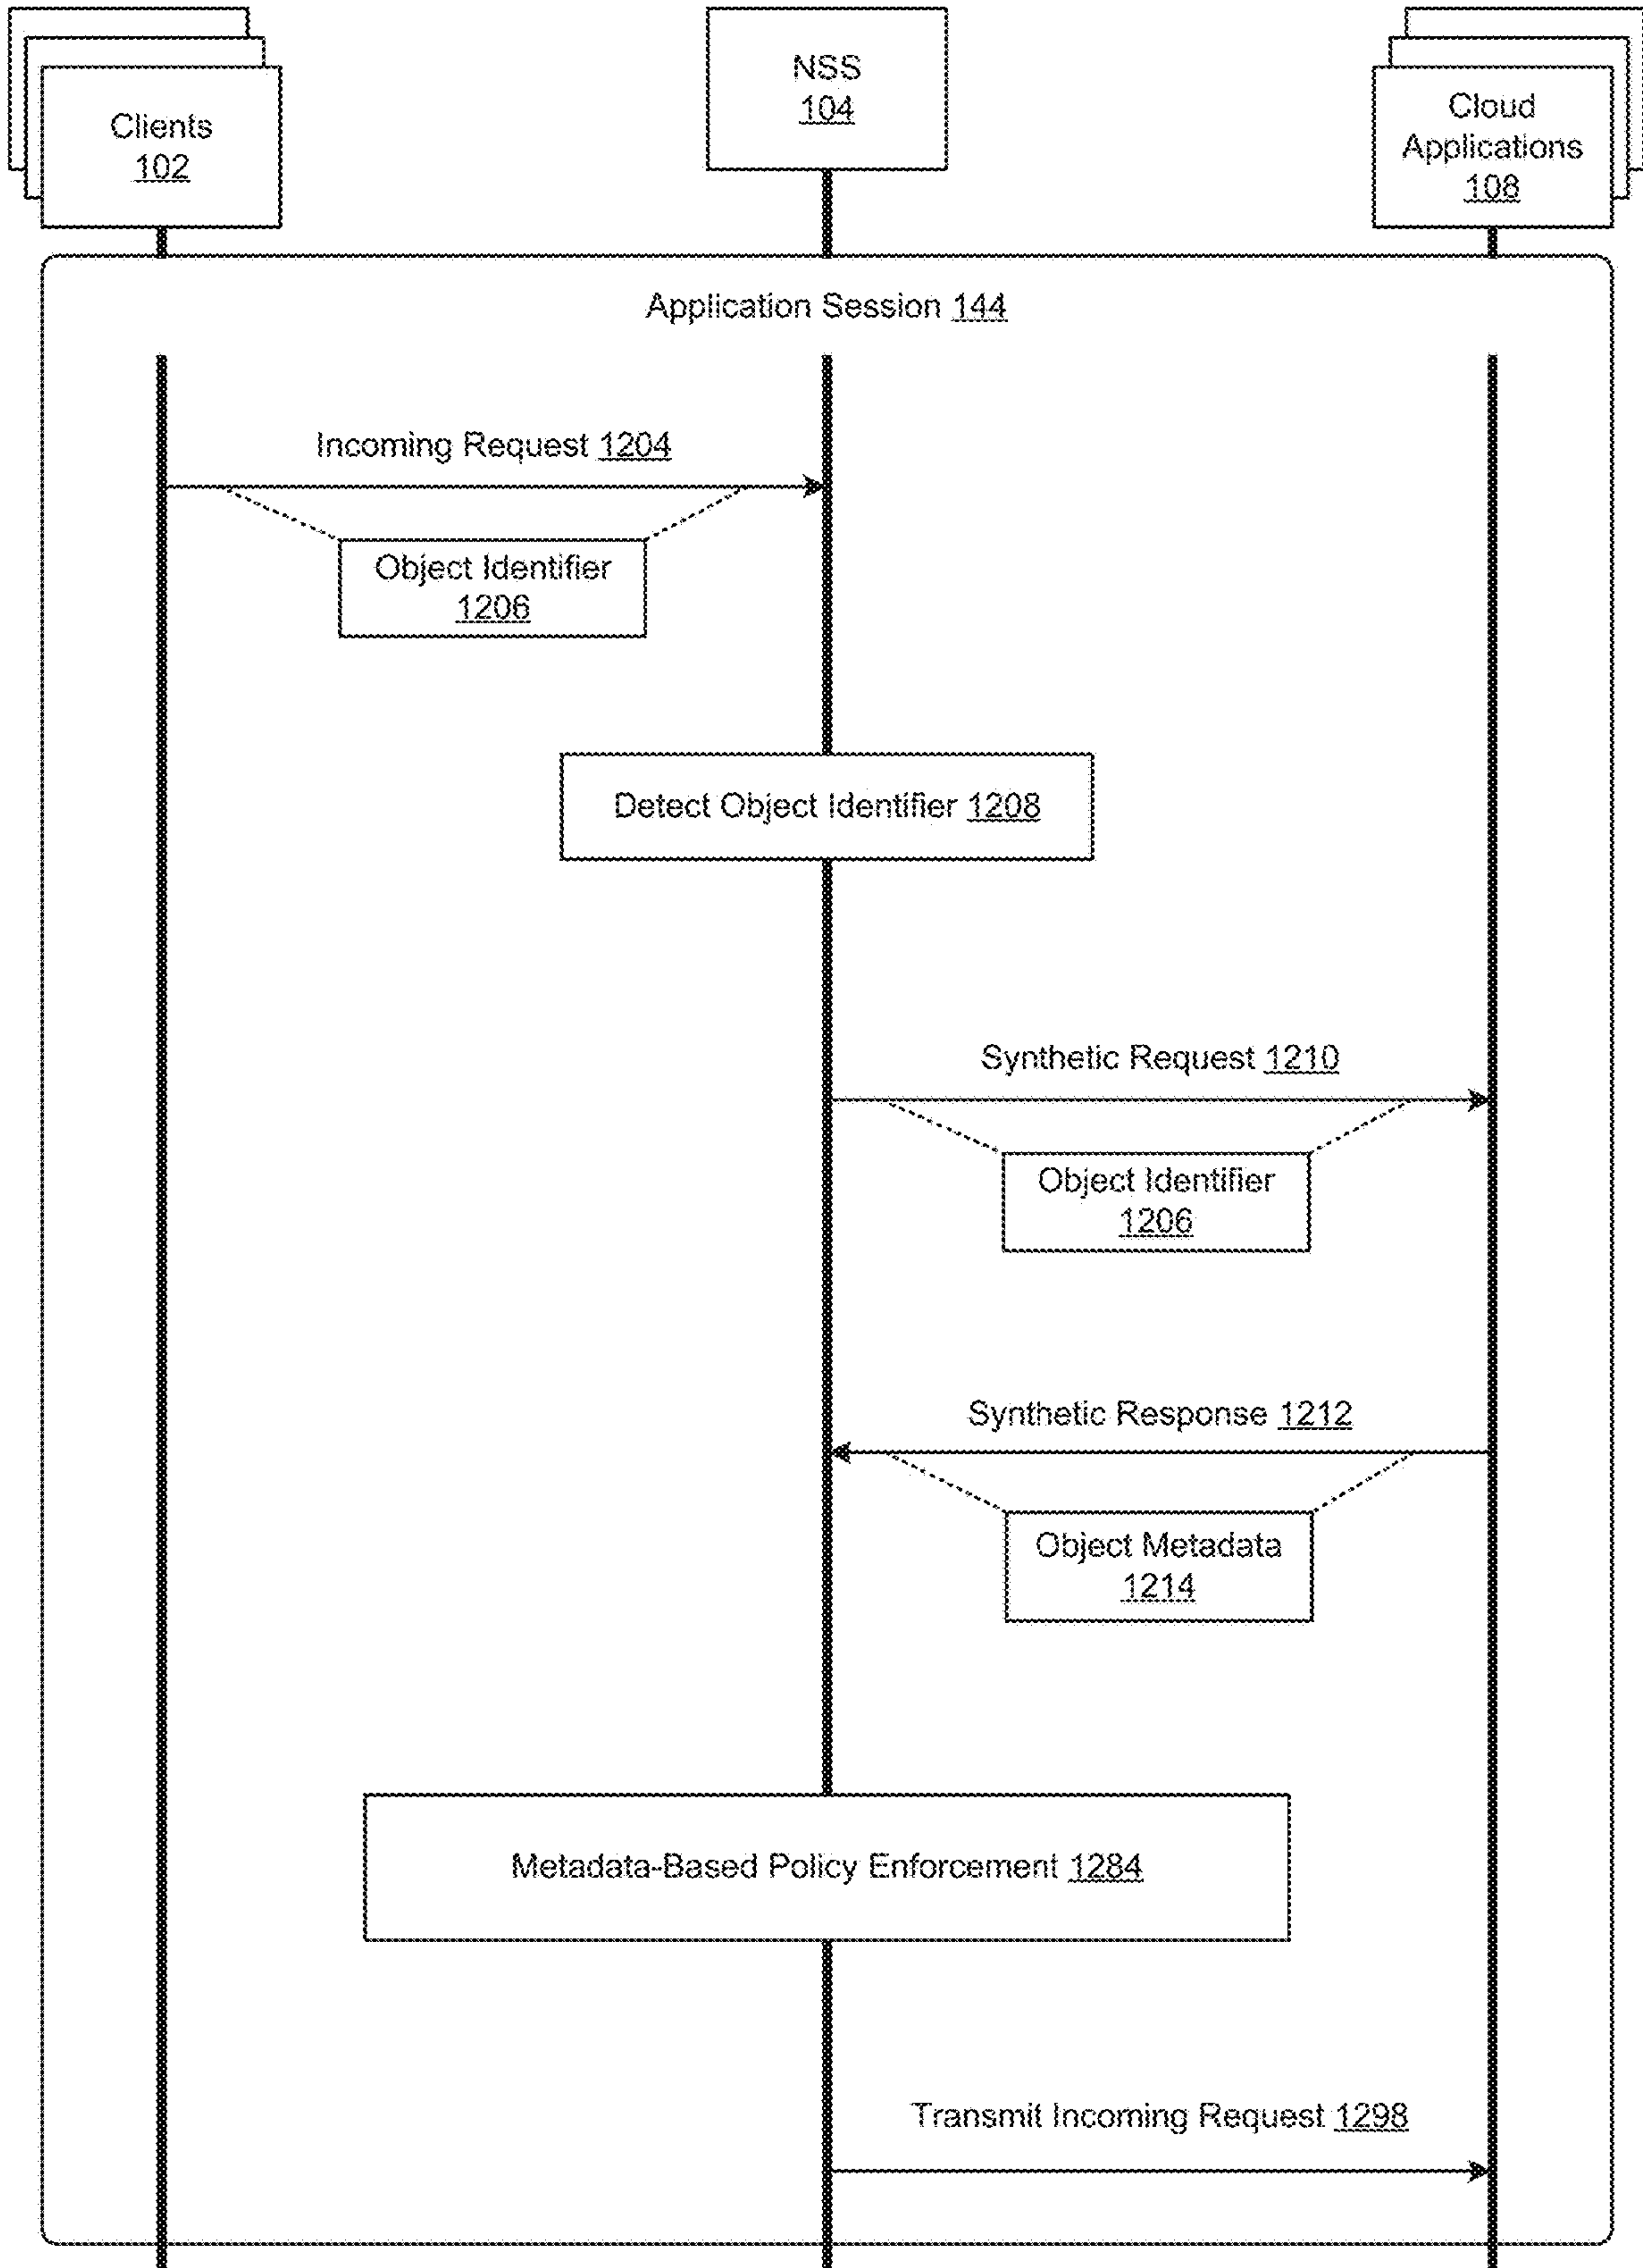 Clients
102
NSS
104
Cloud
Applications
108
Application Session 144
Incoming Request 1204
Object Identifier
1206
Detect Object Identifier 1208
Synthetic Request 1210
Object Identifier
1206
Synthetic Response 1212
Object Metadata
1214
Metadata-Based Policy Enforcement 1284
Transmit Incoming Request 1298